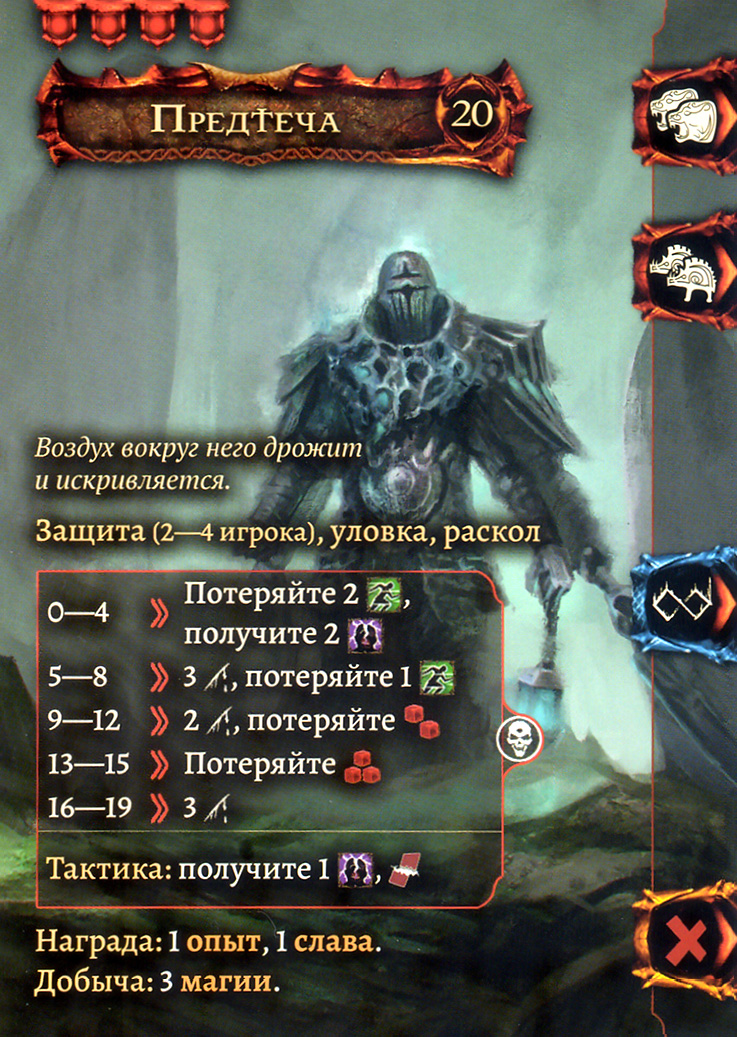 Предтеча
20
Воздух вокруг него дрожит
и искривляется.
Защита (2—4 игрока), уловка, раскол
0—4 Потеряйте 2 ,
получите 2
5—8 3 , потеряйте 1
9—12 2 , потеряйте
13—15 Потеряйте
16—19 3
Тактика: получите 1 ,
Награда: 1 опыт, 1 слава.
Добыча: 3 магии.